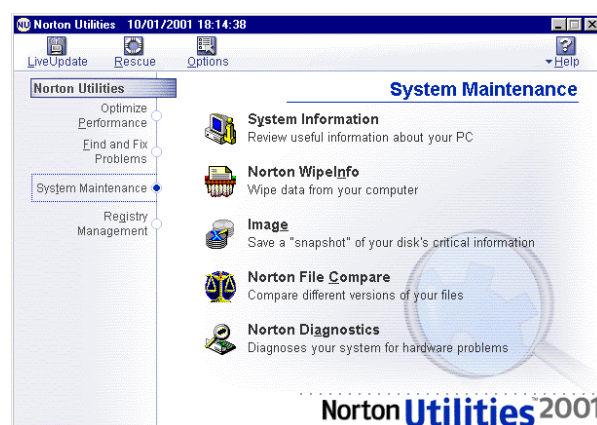 NU Norton Utilities 10/01/2001 18:14:38
LiveUpdate Rescue Options Help
Norton Utilities
Optimize
Performance
Find and Fix
Problems
System Maintenance
Registry
Management
System Maintenance
System Information
Review useful information about your PC
Norton WipeInfo
Wipe data from your computer
Image
Save a "snapshot" of your disk's critical information
Norton File Compare
Compare different versions of your files
Norton Diagnostics
Diagnoses your system for hardware problems
Norton Utilities™ 2001